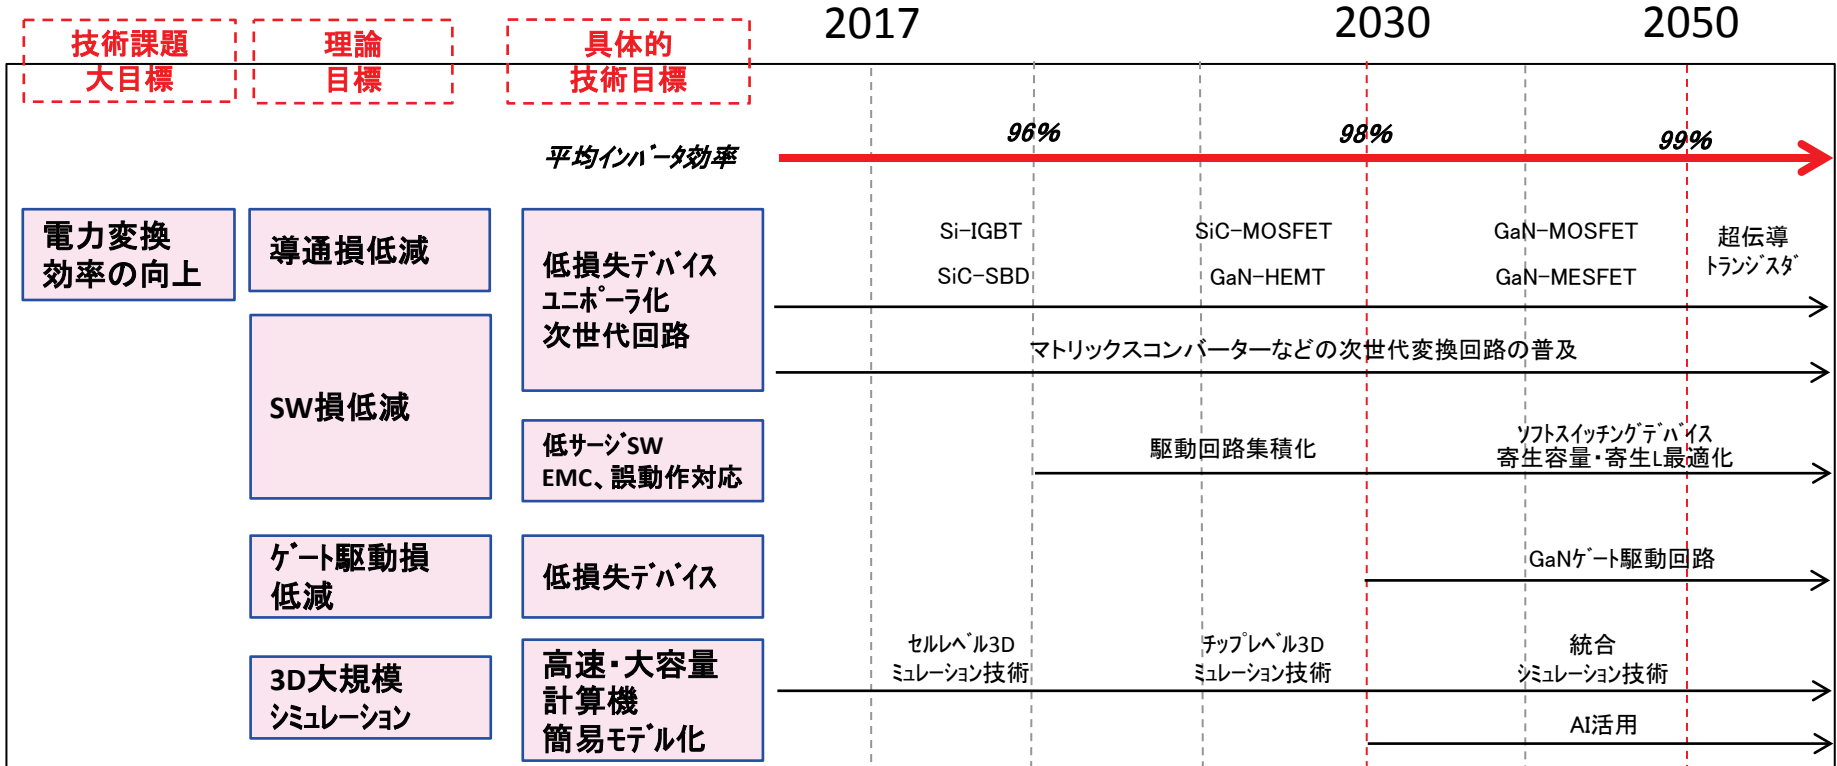 2017
2030
2050
技術課題
大目標
理論
目標
具体的
技術目標
平均インバータ効率
96%
98%
99%
電力変換
効率の向上
導通損低減
低損失デバイス
ユニポーラ化
次世代回路
Si-IGBT
SiC-SBD
SiC-MOSFET
GaN-HEMT
GaN-MOSFET
GaN-MESFET
超伝導
トランジスタ゛
マトリックスコンバーターなどの次世代変換回路の普及
SW損低減
低サージSW
EMC、誤動作対応
駆動回路集積化
ソフトスイッチングデバイス
寄生容量・寄生L最適化
ゲート駆動損
低減
低損失デバイス
GaNゲート駆動回路
3D大規模
シミュレーション
高速・大容量
計算機
簡易モデル化
セルレベル3D
ミュレーション技術
チップレベル3D
ミュレーション技術
統合
シミュレーション技術
AI活用